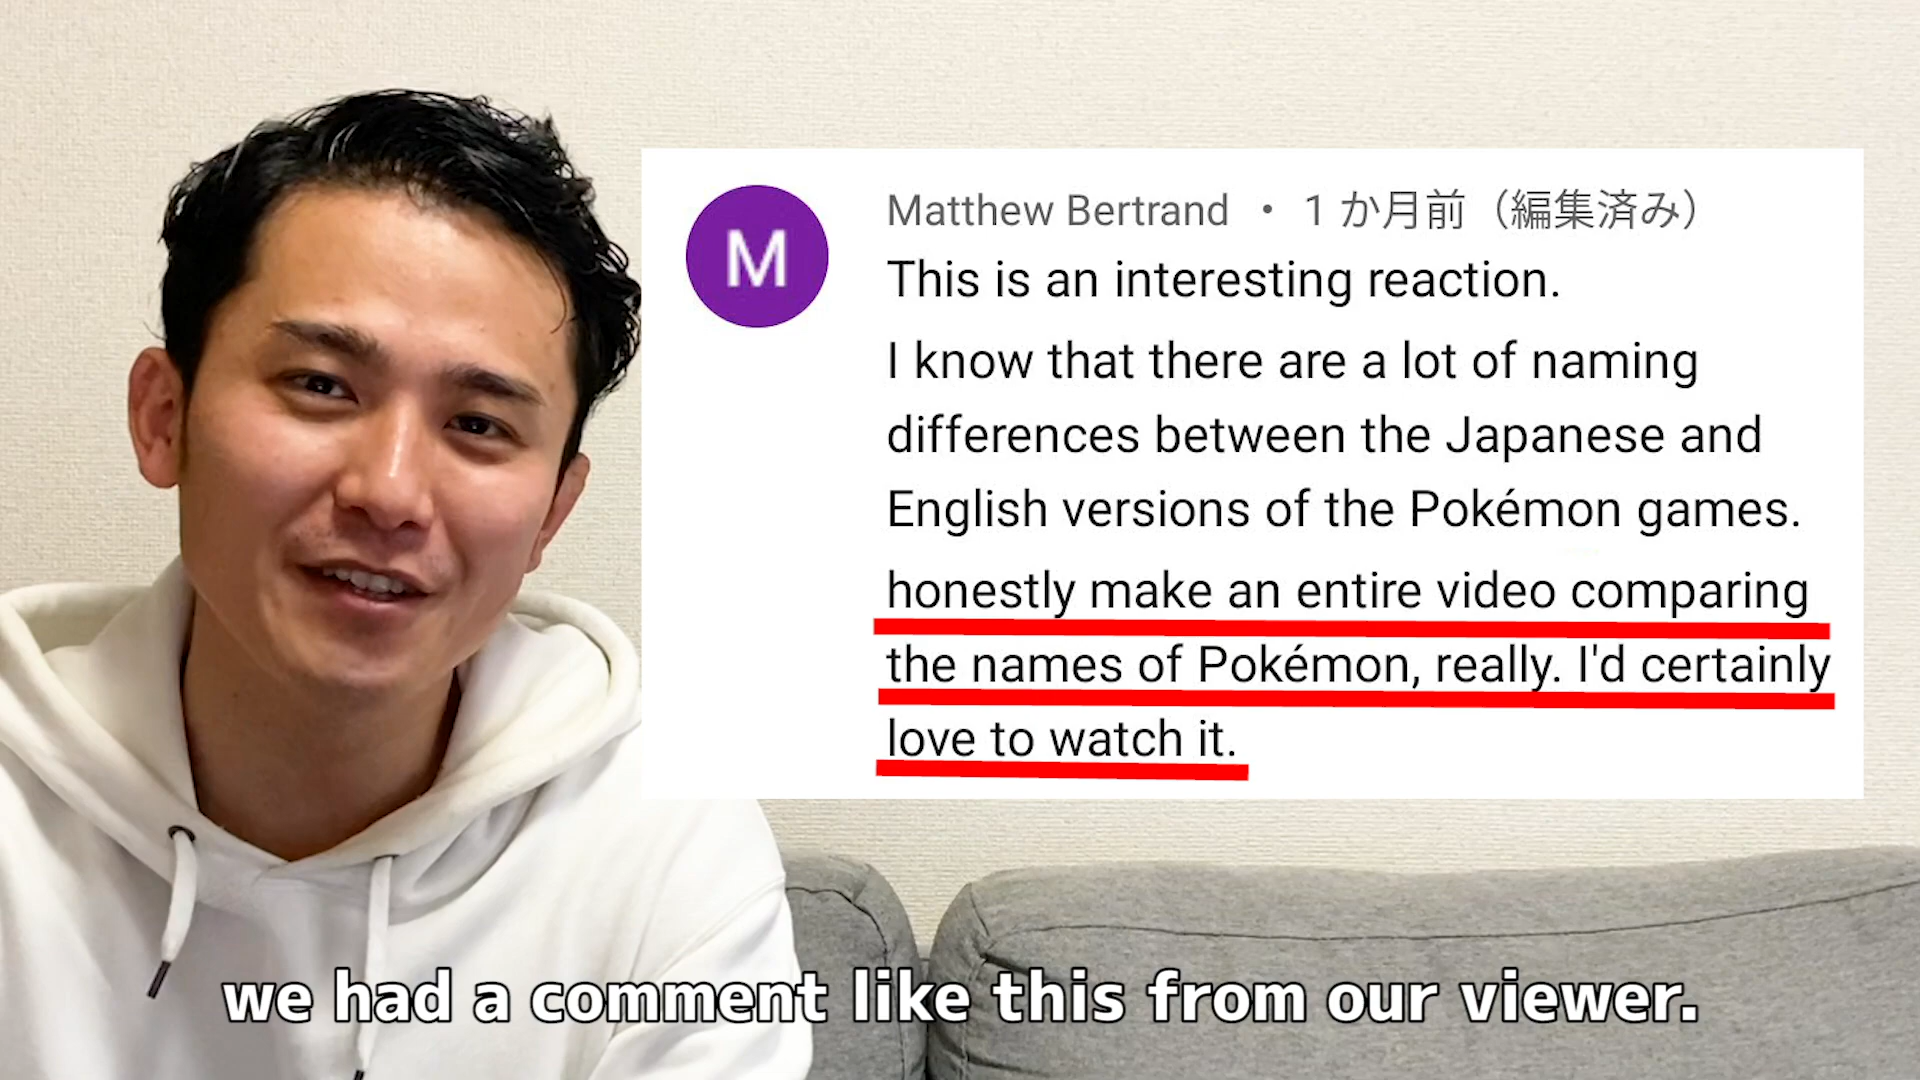 M
Matthew Bertrand ・ 1 か月前（編集済み）
This is an interesting reaction.
I know that there are a lot of naming
differences between the Japanese and
English versions of the Pokémon games.
honestly make an entire video comparing
the names of Pokémon, really. I'd certainly
love to watch it.
we had a comment like this from our viewer.